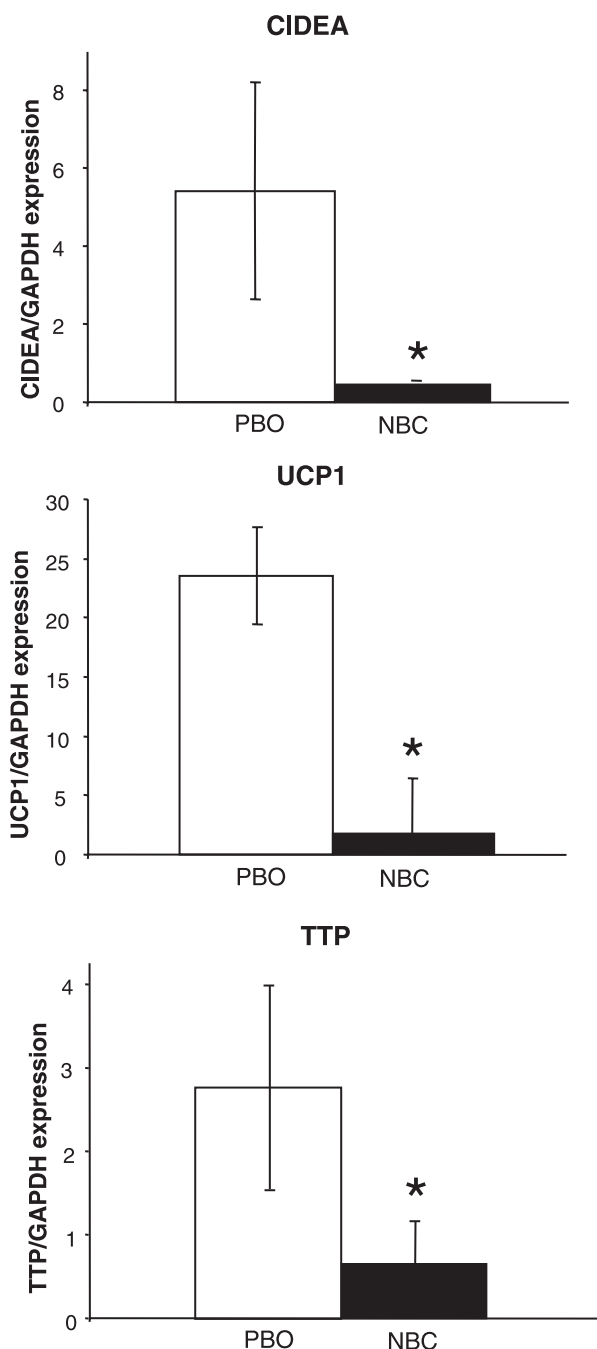 CIDEA
CIDEA/GAPDH expression
8
6
4
2
0
*
PBO
NBC
UCP1
UCP1/GAPDH expression
30
25
20
15
10
5
0
*
PBO
NBC
TTP
TTP/GAPDH expression
4
3
2
1
0
*
PBO
NBC